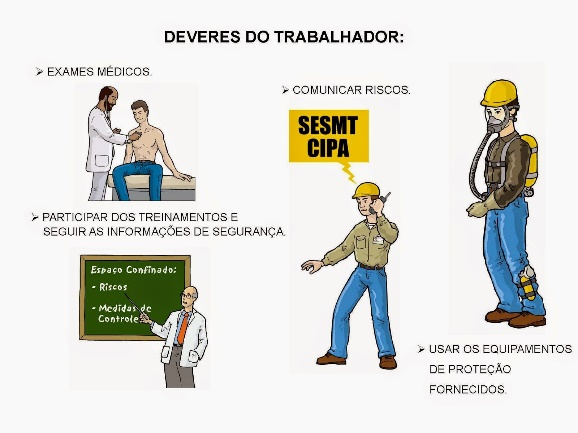 DEVERES DO TRABALHADOR:
➢ EXAMES MÉDICOS.
➢ COMUNICAR RISCOS.
SESMT
CIPA
➢ PARTICIPAR DOS TREINAMENTOS E
SEGUIR AS INFORMAÇÕES DE SEGURANÇA.
Espaço Confinado:
- Riscos
- Medidas de
Controle
➢ USAR OS EQUIPAMENTOS
DE PROTEÇÃO
FORNECIDOS.